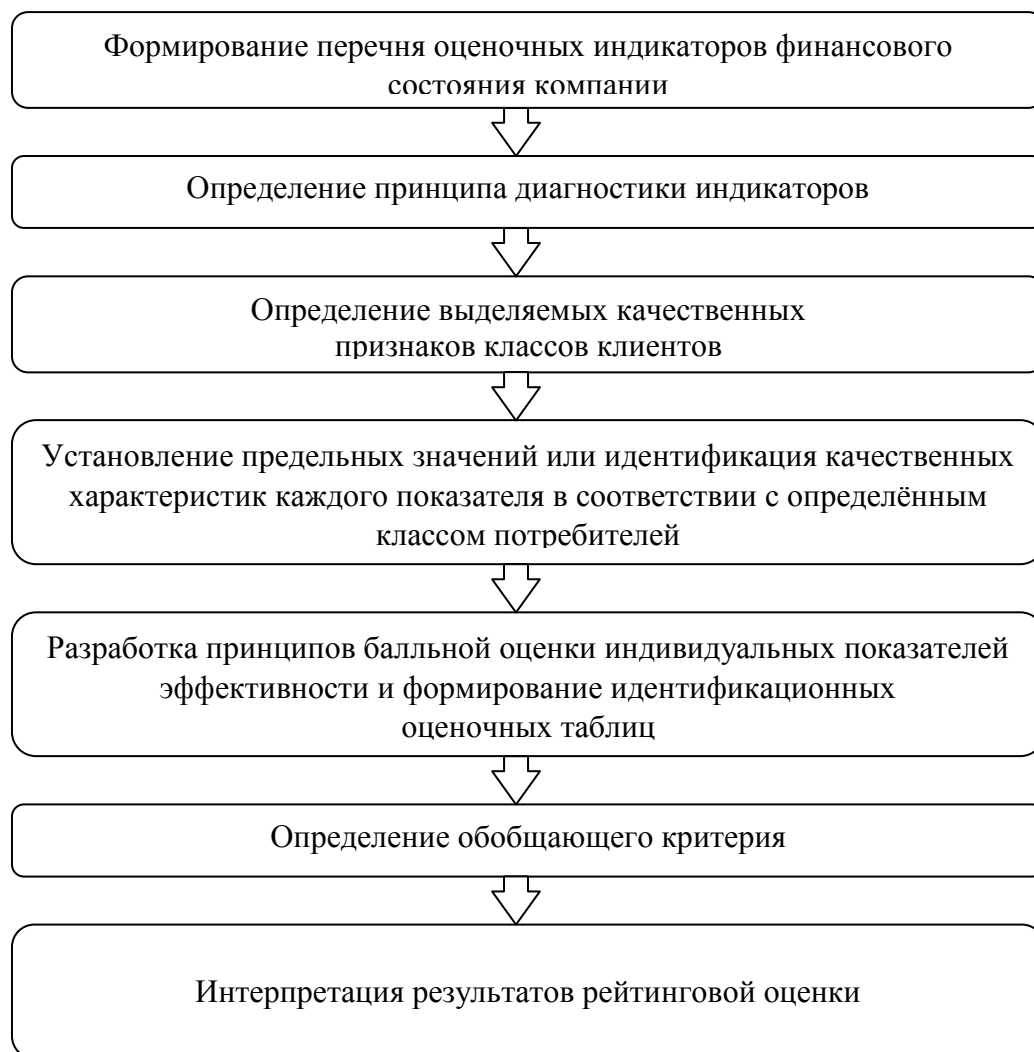 Формирование перечня оценочных индикаторов финансового
состояния компании
Определение принципа диагностики индикаторов
Определение выделяемых качественных
признаков классов клиентов
Установление предельных значений или идентификация качественных
характеристик каждого показателя в соответствии с определённым
классом потребителей
Разработка принципов балльной оценки индивидуальных показателей
эффективности и формирование идентификационных
оценочных таблиц
Определение обобщающего критерия
Интерпретация результатов рейтинговой оценки